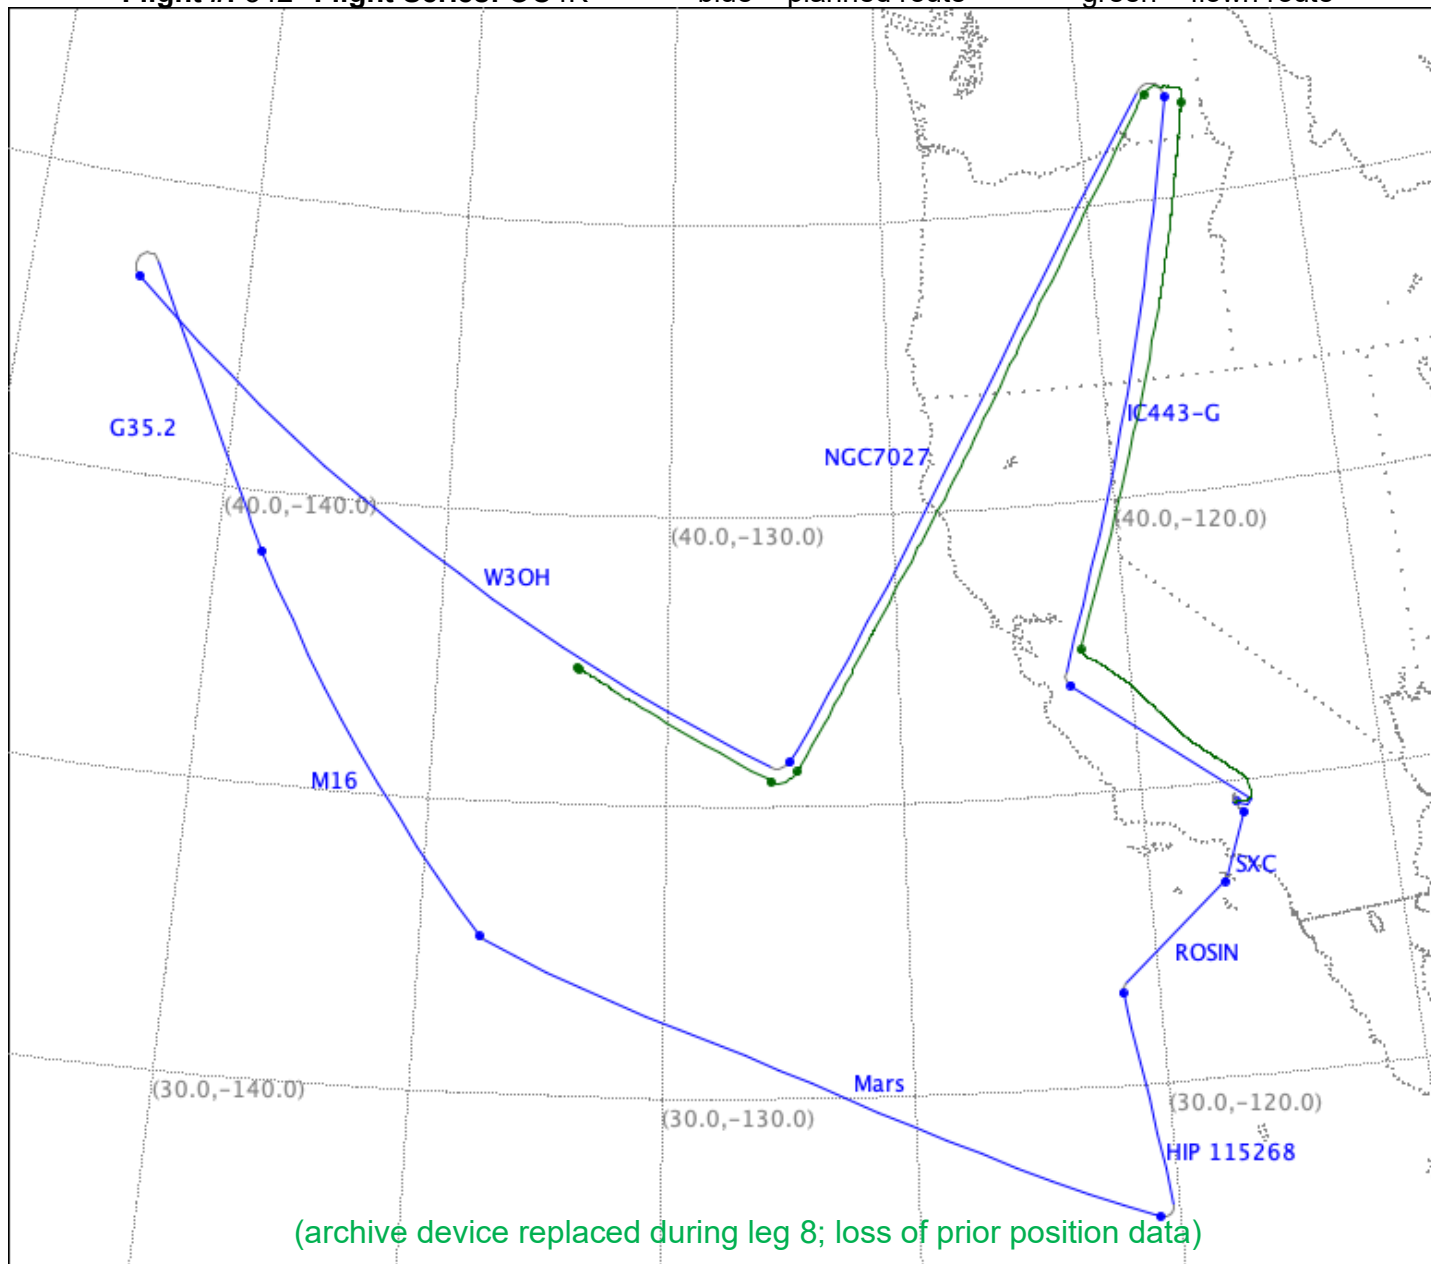 G35.2
IC443-G
NGC7027
(40.0,-140.0)
(40.0,-120.0)
(40.0,-130.0)
W3OH
M16
SXC
ROSIN
Mars
(30.0,-140.0)
(30.0,-130.0)
(30.0,-120.0)
HIP 115268
(archive device replaced during leg 8; loss of prior position data)